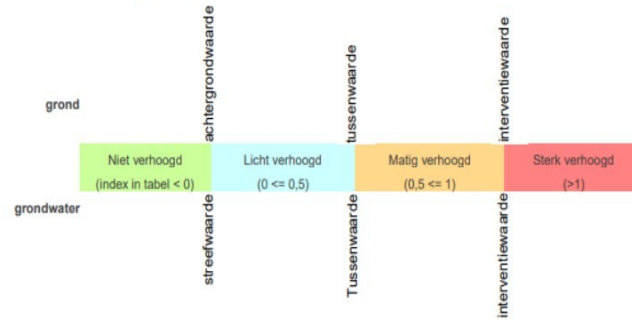 achtergrondwaarde
tussenwaarde
interventiewaarde
grond
Niet verhoogd
(index in tabel < 0)
Licht verhoogd
(0 <= 0,5)
Matig verhoogd
(0,5 <= 1)
Sterk verhoogd
(>1)
grondwater
streefwaarde
Tussenwaarde
interventiewaarde